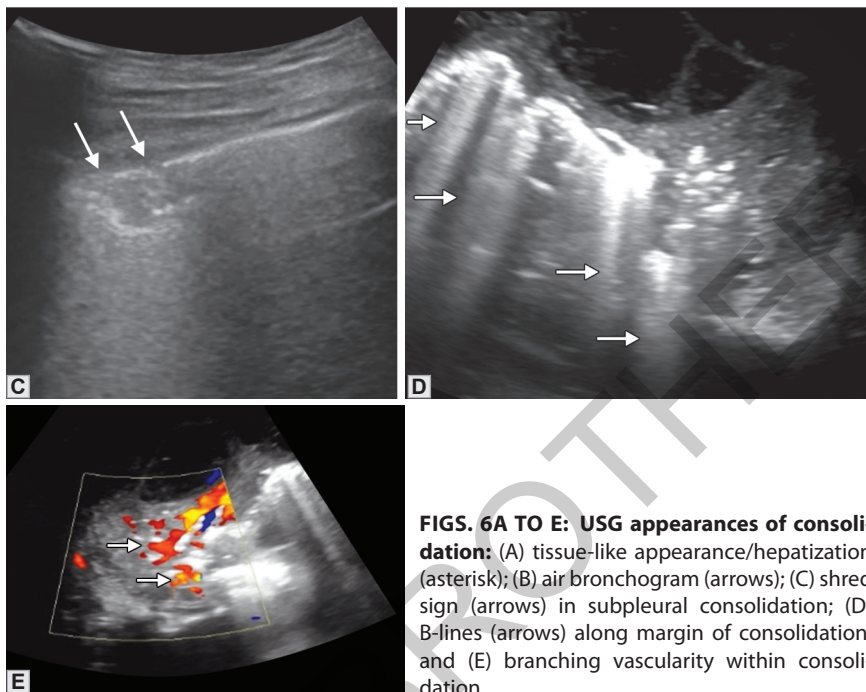 C
D
E
FIGS. 6A TO E: USG appearances of consoli-
dation: (A) tissue-like appearance/hepatization
(asterisk); (B) air bronchogram (arrows); (C) shred
sign (arrows) in subpleural consolidation; (D)
B-lines (arrows) along margin of consolidation;
and (E) branching vascularity within consoli-
dation.